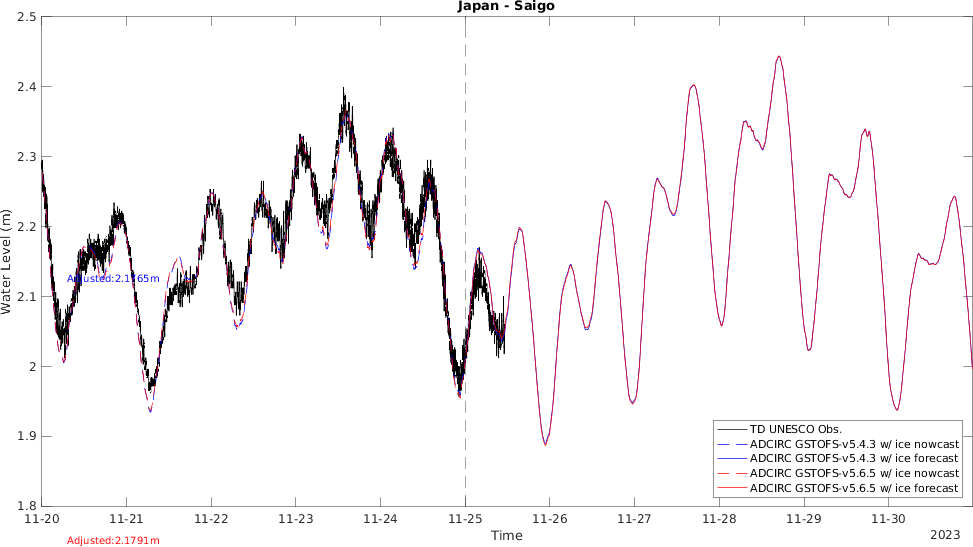 Japan - Saigo
2.5
2.4
2.3
2.2
2.1
2
1.9
1.8
Water Level (m)
Adjusted:2.1765m
TD UNESCO Obs.
ADCIRC GSTOFS-v5.4.3 w/ ice nowcast
ADCIRC GSTOFS-v5.4.3 w/ ice forecast
ADCIRC GSTOFS-v5.6.5 w/ ice nowcast
ADCIRC GSTOFS-v5.6.5 w/ ice forecast
11-20 11-21 11-22 11-23 11-24 11-25 11-26 11-27 11-28 11-29 11-30
Time
2023
Adjusted:2.1791m